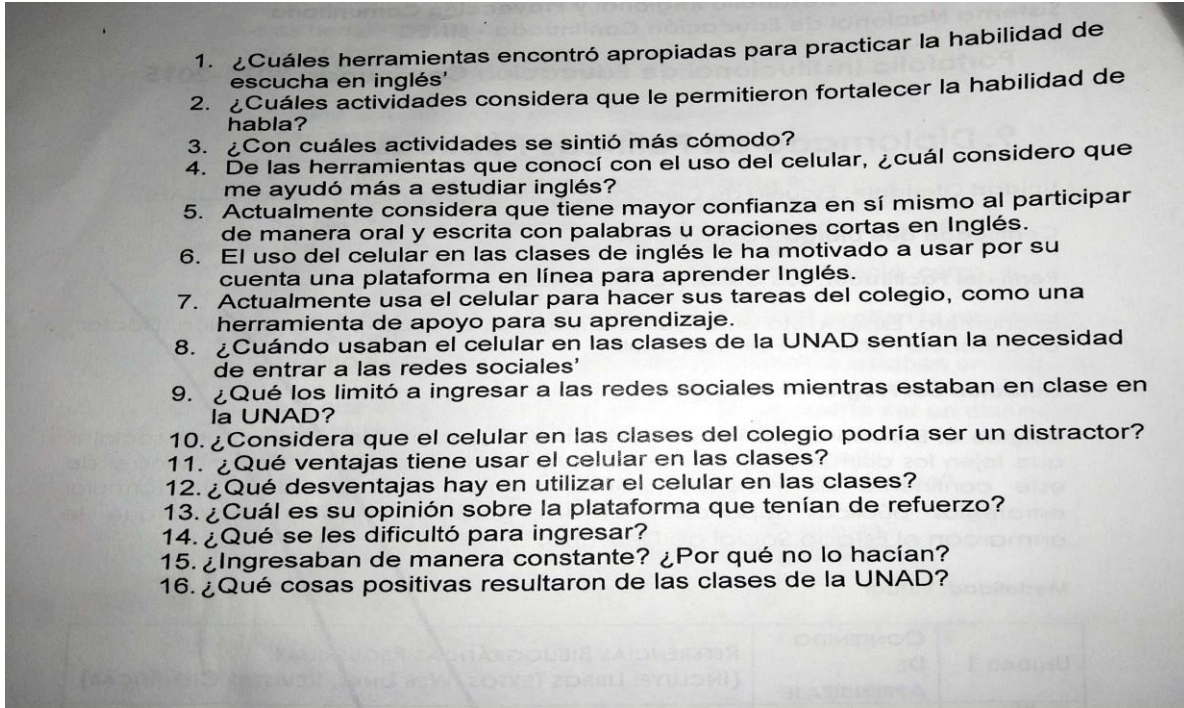 1. ¿Cuáles herramientas encontró apropiadas para practicar la habilidad de
escucha en inglés'
2. ¿Cuáles actividades considera que le permitieron fortalecer la habilidad de
habla?
3. ¿Con cuáles actividades se sintió más cómodo?
4. De las herramientas que conocí con el uso del celular, ¿cuál considero que
me ayudó más a estudiar inglés?
5. Actualmente considera que tiene mayor confianza en sí mismo al participar
de manera oral y escrita con palabras u oraciones cortas en Inglés.
6. El uso del celular en las clases de inglés le ha motivado a usar por su
cuenta una plataforma en línea para aprender Inglés.
7. Actualmente usa el celular para hacer sus tareas del colegio, como una
herramienta de apoyo para su aprendizaje.
8. ¿Cuándo usaban el celular en las clases de la UNAD sentían la necesidad
de entrar a las redes sociales'
9. ¿Qué los limitó a ingresar a las redes sociales mientras estaban en clase en
la UNAD?
10. ¿Considera que el celular en las clases del colegio podría ser un distractor?
11. ¿Qué ventajas tiene usar el celular en las clases?
12. ¿Qué desventajas hay en utilizar el celular en las clases?
13. ¿Cuál es su opinión sobre la plataforma que tenían de refuerzo?
14. ¿Qué se les dificultó para ingresar?
15. ¿Ingresaban de manera constante? ¿Por qué no lo hacían?
16. ¿Qué cosas positivas resultaron de las clases de la UNAD?